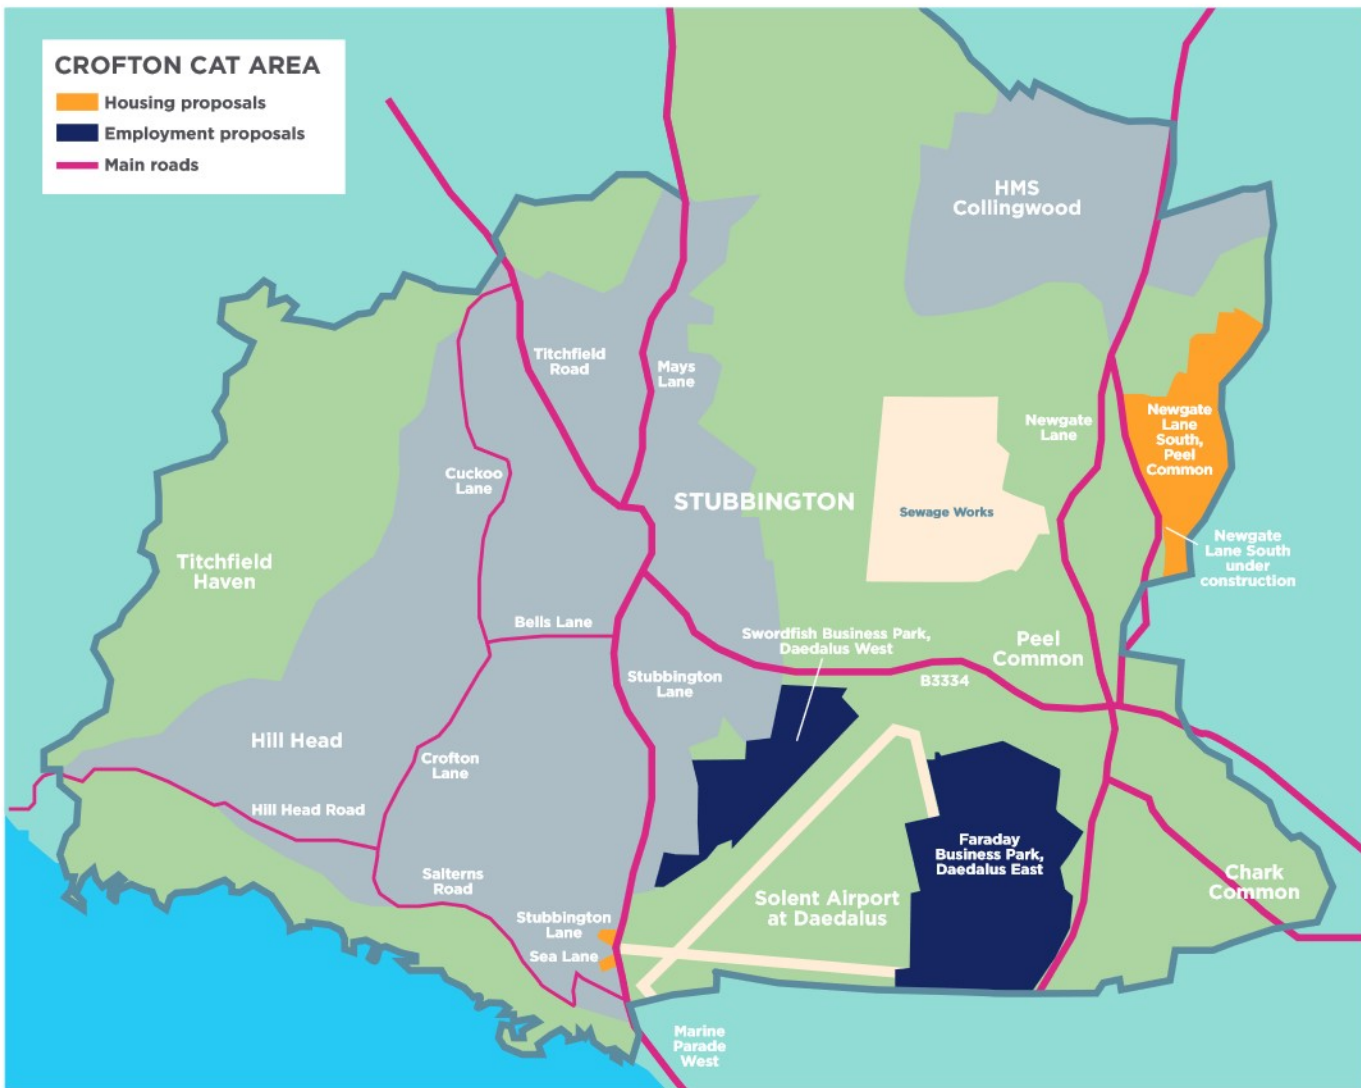 CROFTON CAT AREA
Housing proposals
Employment proposals
Main roads
HMS
Collingwood
Titchfield
Road
Mays
Lane
Newgate
Lane
Newgate
Lane
South,
Peel
Common
Cuckoo
Lane
STUBBINGTON
Sewage Works
Newgate
Lane South
under
construction
Titchfield
Haven
Bells Lane
Swordfish Business Park,
Daedalus West
Peel
Common
Stubbington
Lane
B3334
Hill Head
Crofton
Lane
Hill Head Road
Faraday
Business Park,
Daedalus East
Salterns
Road
Chark
Common
Solent Airport
at Daedalus
Stubbington
Lane
Sea Lane
Marine
Parade
West